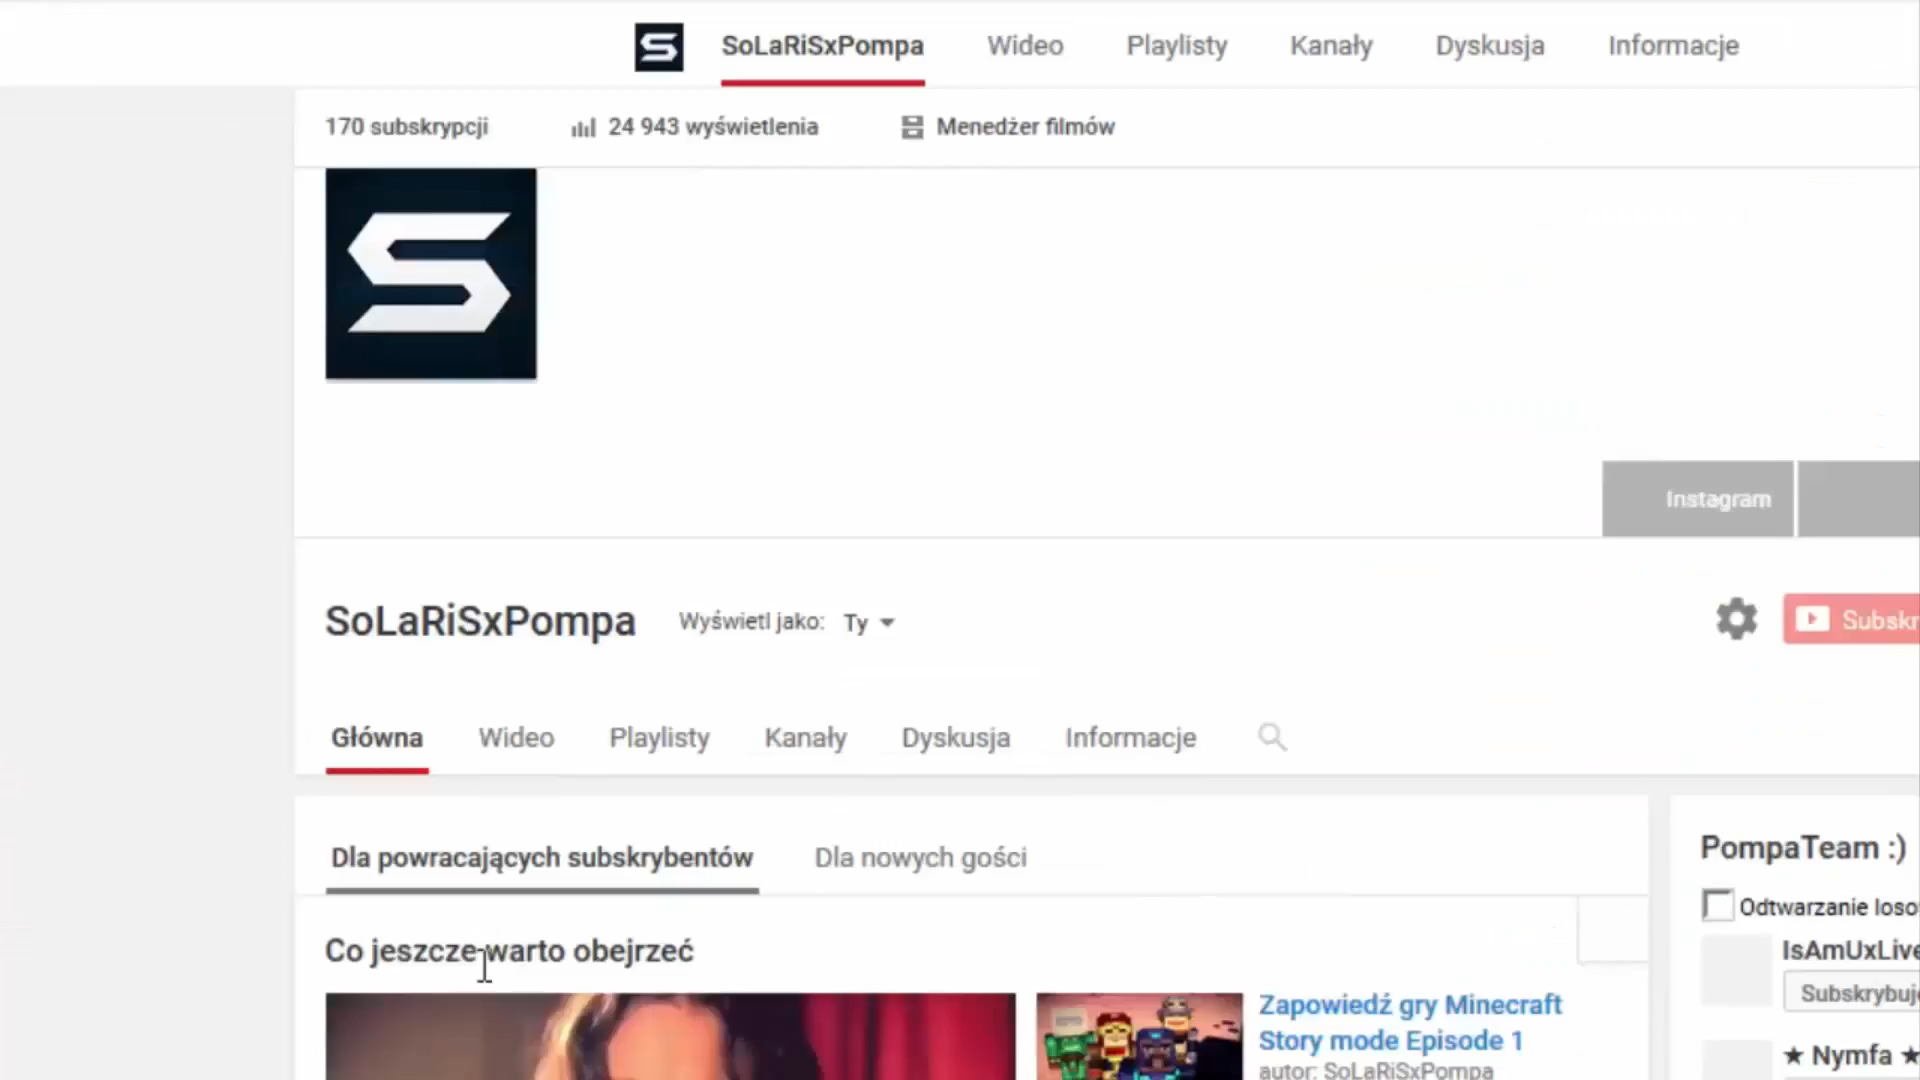 SoLaRiSxPompa Wideo Playlisty Kanały Dyskusja Informacje
170 subskrypcji 24 943 wyświetlenia Menedżer filmów
Instagram
SoLaRiSxPompa Wyświetl jako: Ty
Subskr
Główna Wideo Playlisty Kanały Dyskusja Informacje
Dla powracających subskrybentów Dla nowych gości
Co jeszcze warto obejrzeć
Zapowiedź gry Minecraft
Story mode Episode 1
autor: SoLaRiSxPompa
PompaTeam :)
Odtwarzanie loso
IsAmUxLive
Subskrybuj
★ Nymfa ★